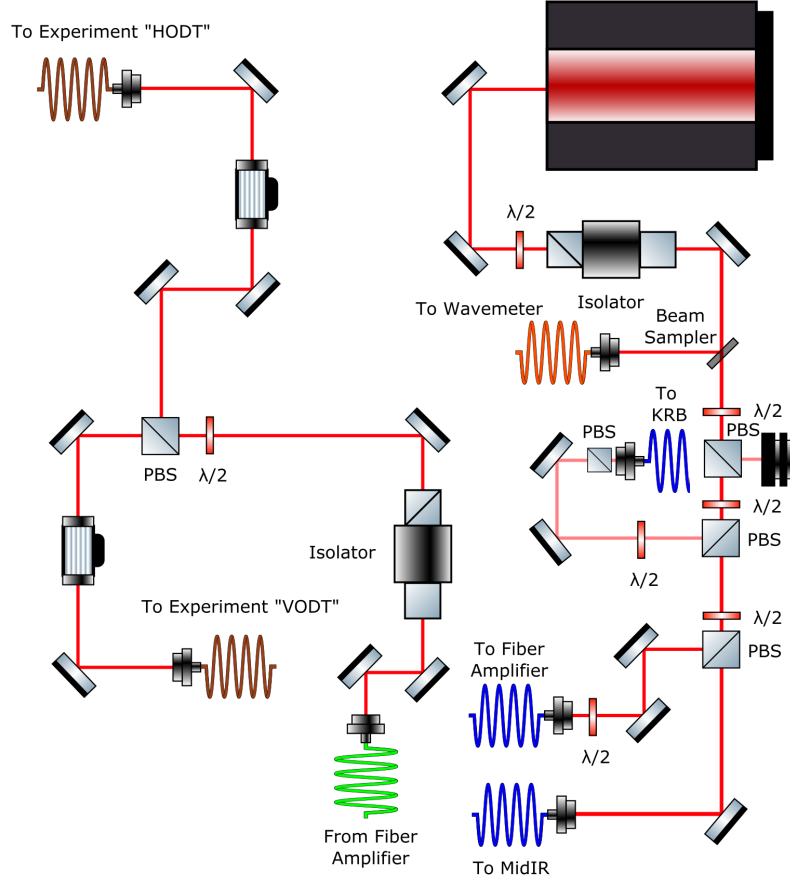 To Experiment "HODT"
λ/2
Isolator
To Wavemeter
Beam
Sampler
To
KRB
λ/2
PBS
PBS
λ/2
PBS
λ/2
PBS
λ/2
Isolator
λ/2
To Experiment "VODT"
λ/2
PBS
To Fiber
Amplifier
λ/2
From Fiber
Amplifier
To MidIR